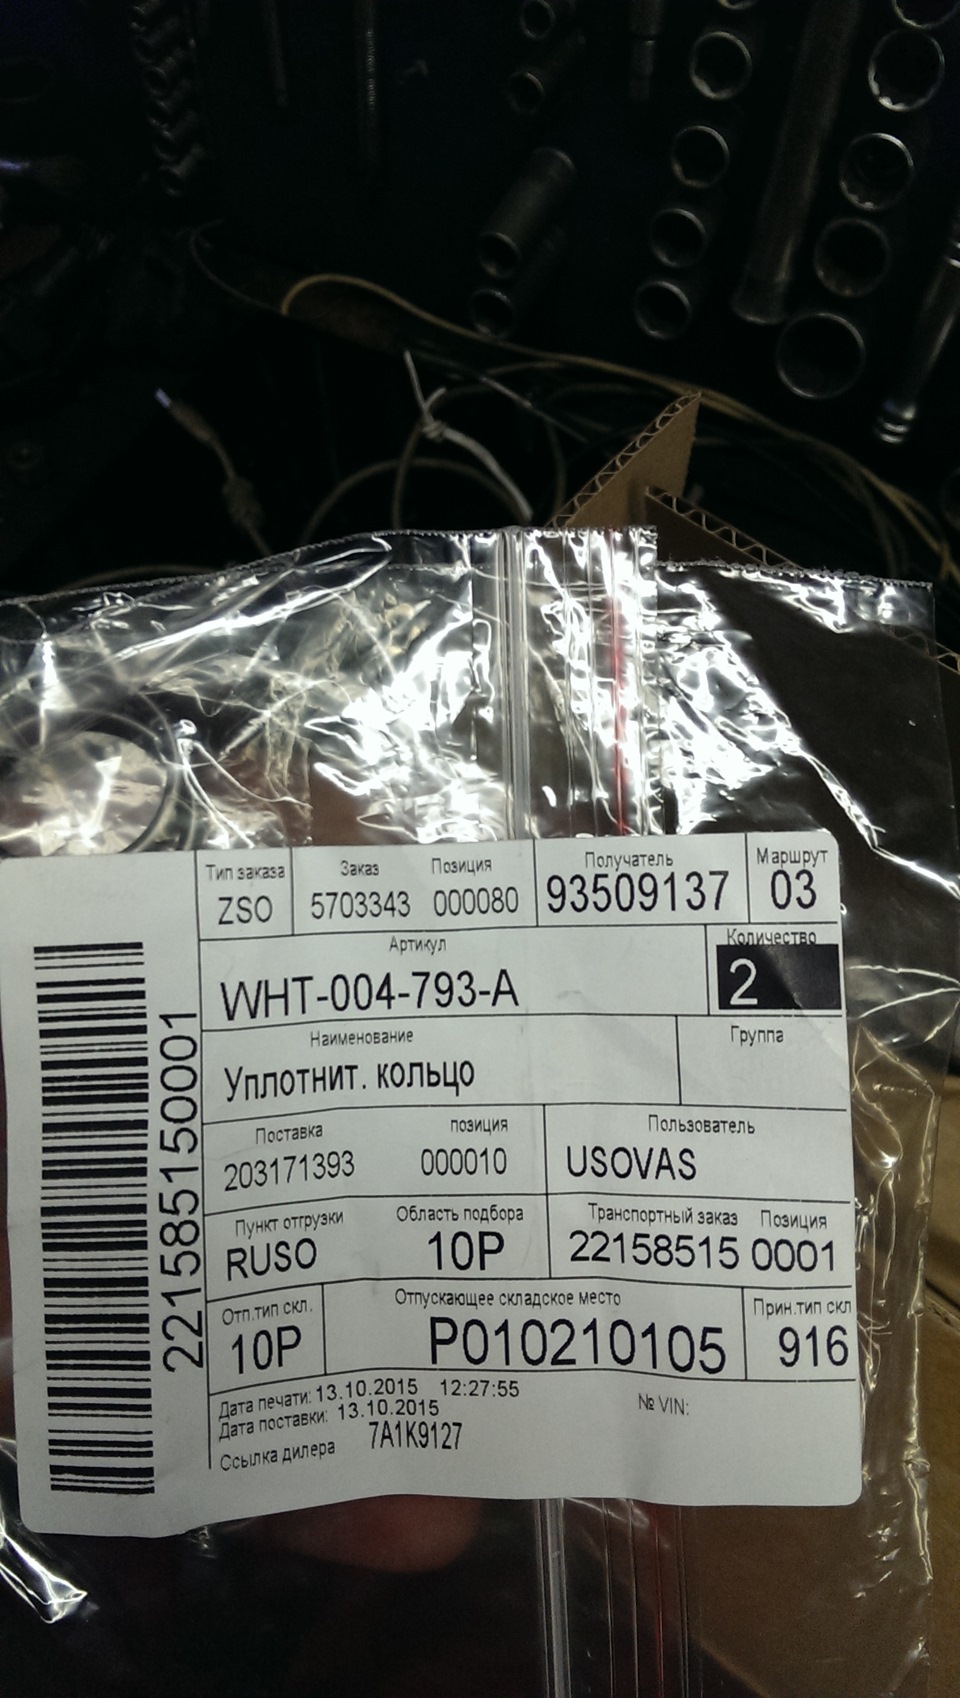 Тип заказа Заказ Позиция Получатель Маршрут
ZSO 5703343 000080 93509137 03
Артикул Количество
WHT-004-793-A 2
Наименование Группа
Уплотнит. кольцо
Поставка позиция Пользователь
203171393 000010 USOVAS
Пункт отгрузки Область подбора Транспортный заказ Позиция
RUSO 10P 22158515 0001
Отп.тип скл. Отпускающее складское место Прин.тип скл
10P P010210105 916
Дата печати: 13.10.2015 12:27:55 № VIN:
Дата поставки: 13.10.2015
Ссылка дилера 7A1K9127
221585150001